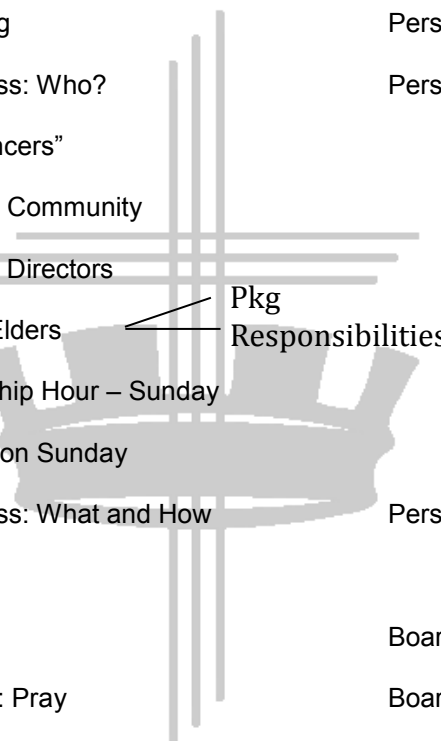 g Pers
ss: Who? Pers
ncers”
Community
Directors
Pkg
Elders
Responsibilities
hip Hour – Sunday
on Sunday
ss: What and How Pers
Boar
: Pray Boar